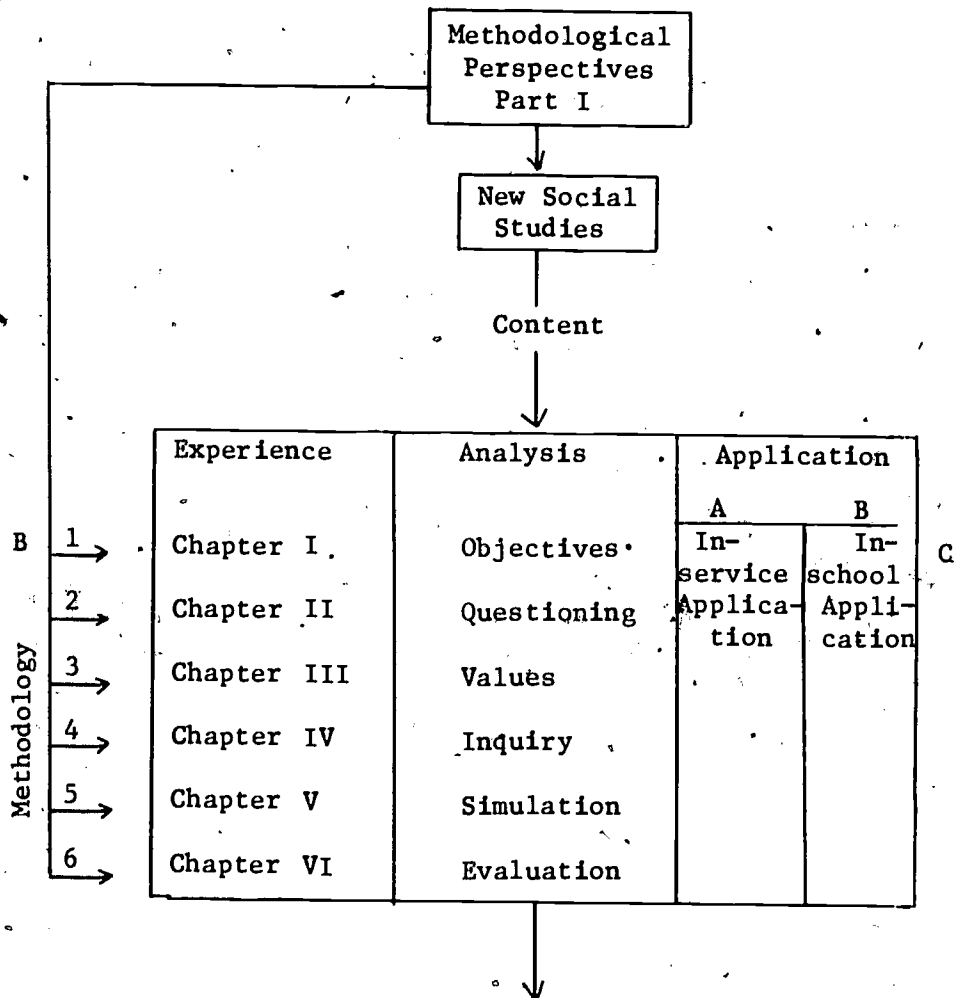 Methodological
Perspectives
Part I
New Social
Studies
Content
Experience Analysis Application
A B
B 1 Chapter I Objectives In- In- C
service school
2 Chapter II Questioning Applica- Appli-
tion cation
3 Chapter III Values
4 Chapter IV Inquiry
5 Chapter V Simulation
6 Chapter VI Evaluation
Methodology